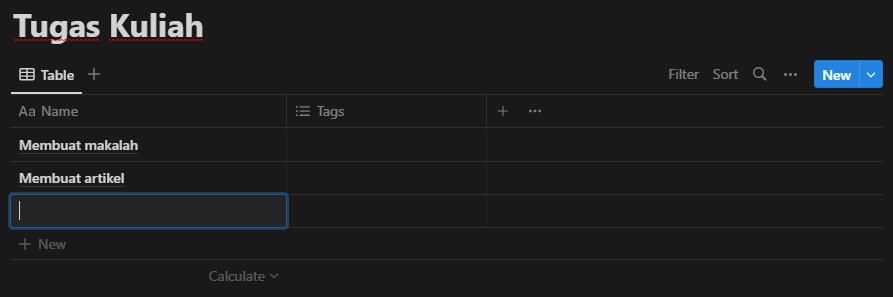 Tugas Kuliah
Table
Filter Sort New
Aa Name Tags
Membuat makalah
Membuat artikel
New
Calculate